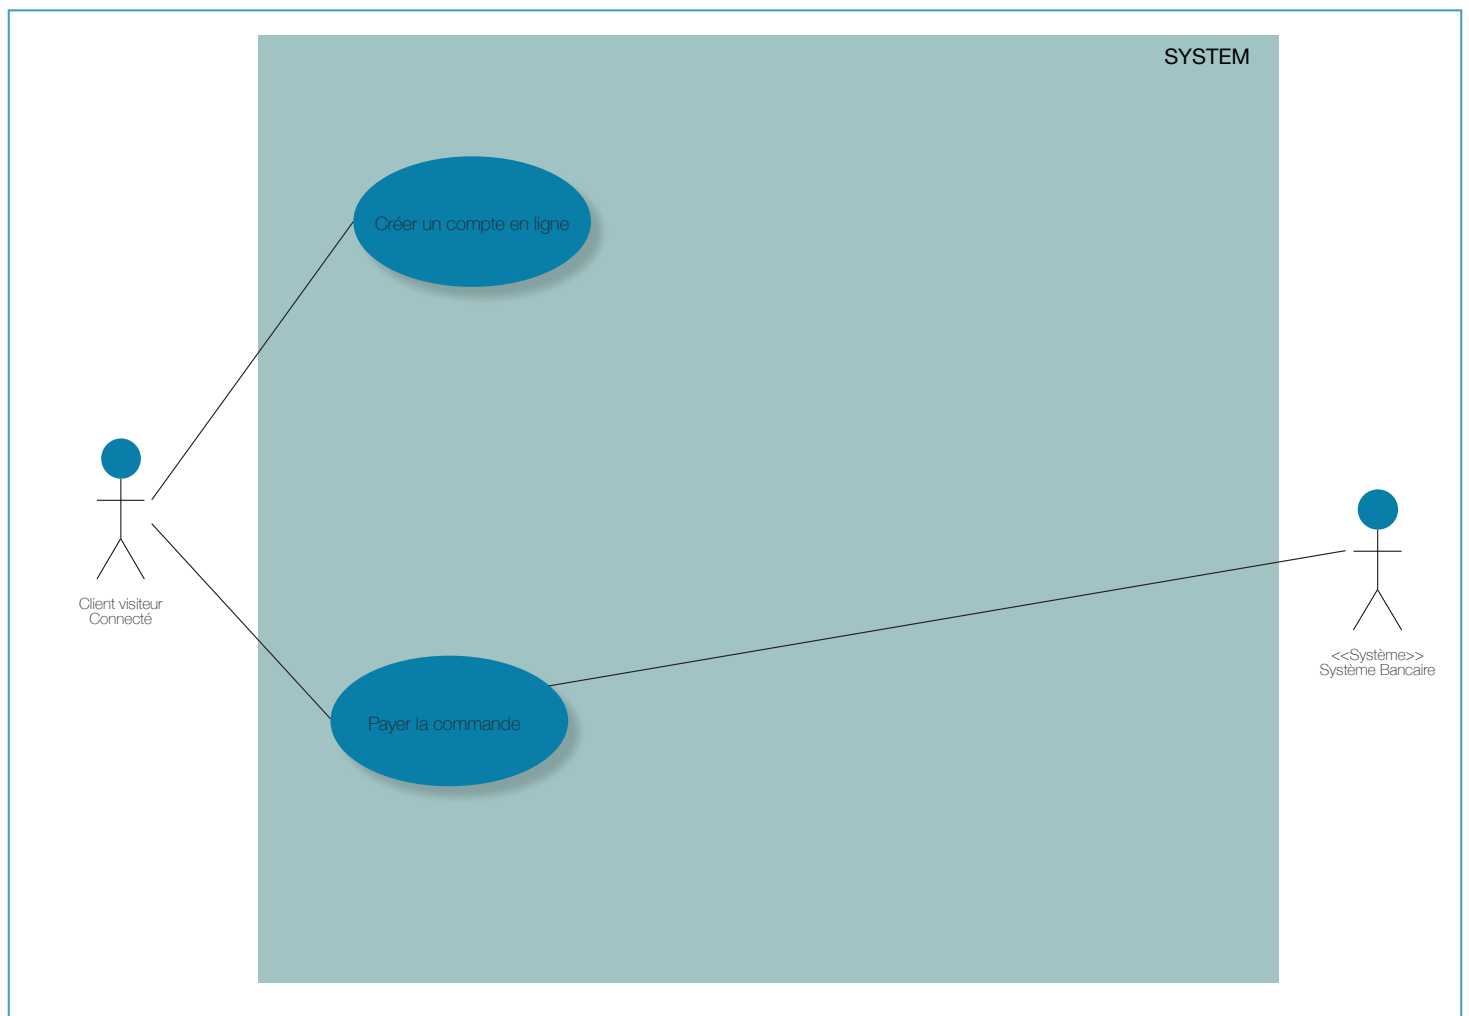 SYSTEM
Créer un compte en ligne
Client visiteur
Connecté
<<Système>>
Système Bancaire
Payer la commande